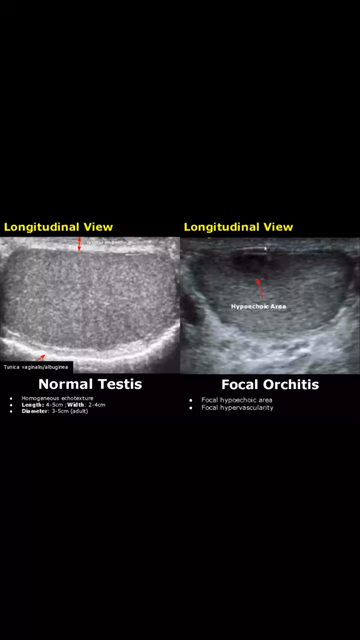 Longitudinal View
Tunica vaginalis/albuginea
Normal Testis
• Homogeneous echotexture
• Length: 4-5cm ; Width: 2-4cm
• Diameter: 3-5cm (adult)
Longitudinal View
Hypoechoic Area
Focal Orchitis
• Focal hypoechoic area
• Focal hypervascularity